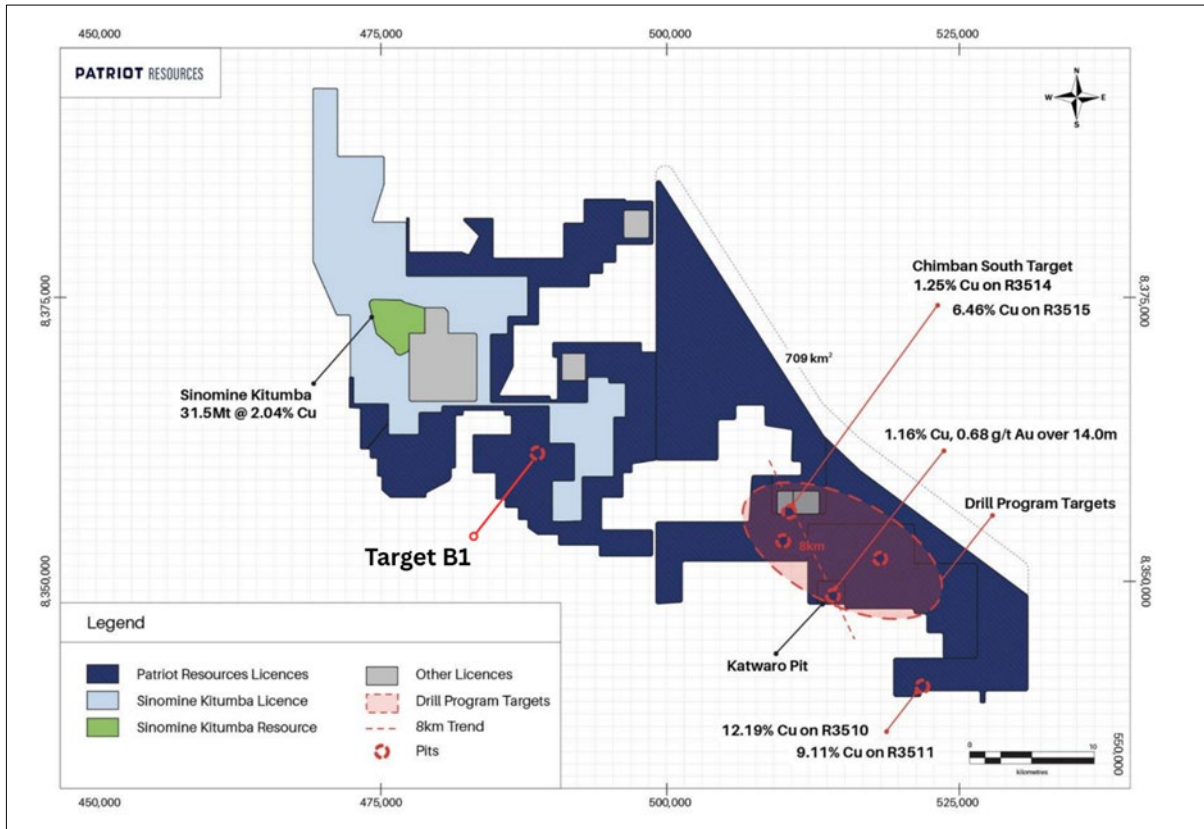 450,000
475,000
500,000
525,000
PATRIOT RESOURCES
N
W
E
S
8,375,000
8,375,000
Chimban South Target
1.25% Cu on R3514
6.46% Cu on R3515
709 km²
Sinomine Kitumba
31.5Mt @ 2.04% Cu
1.16% Cu, 0.68 g/t Au over 14.0m
Drill Program Targets
Target B1
8km
8,350,000
8,350,000
Katwaro Pit
12.19% Cu on R3510
9.11% Cu on R3511
Legend
Patriot Resources Licences
Sinomine Kitumba Licence
Sinomine Kitumba Resource
Other Licences
Drill Program Targets
8km Trend
Pits
0
10
kilometres
550,000
450,000
475,000
500,000
525,000